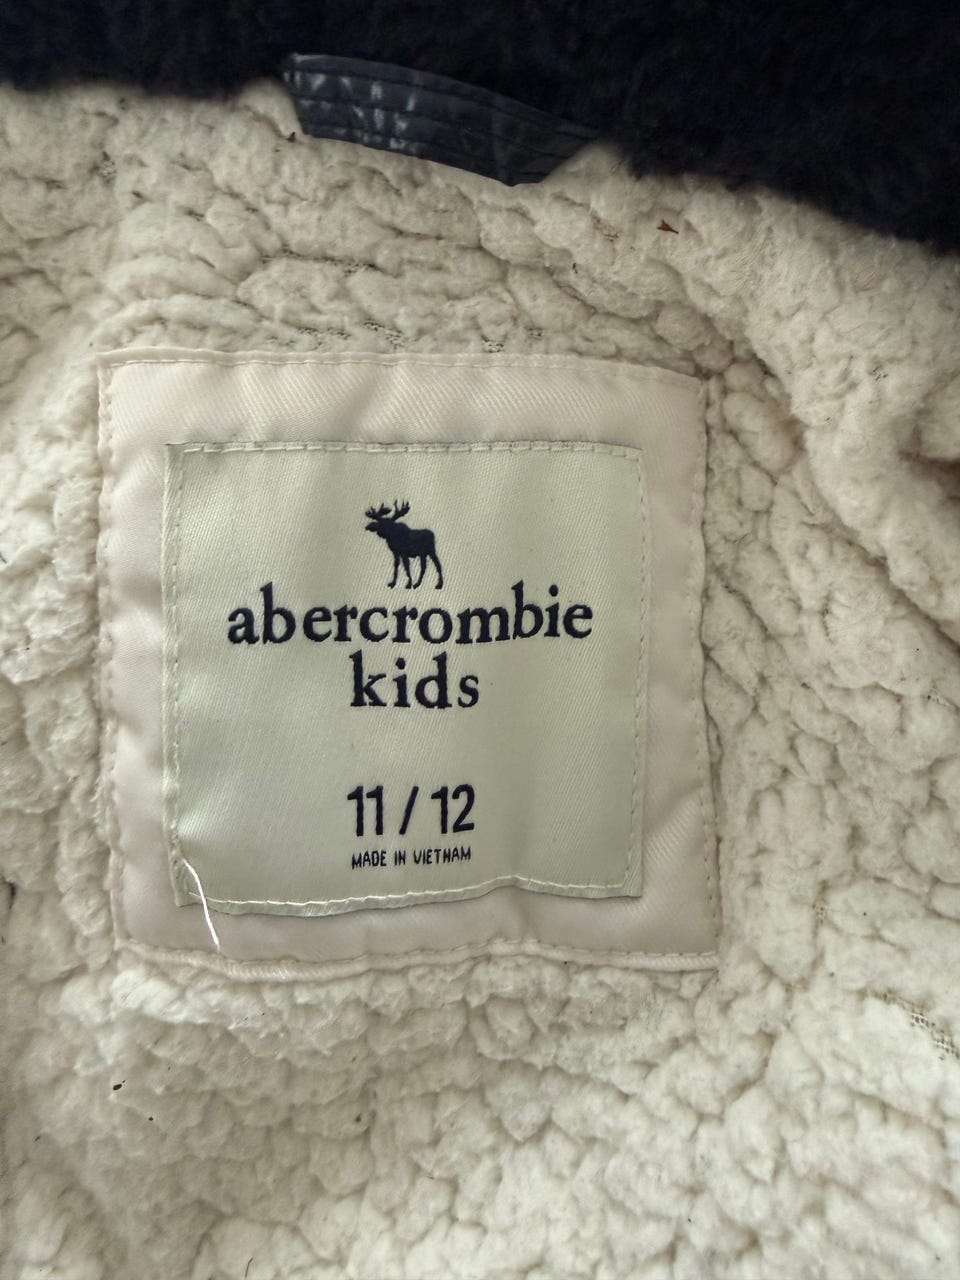 abercrombie
kids
11 / 12
MADE IN VIETNAM